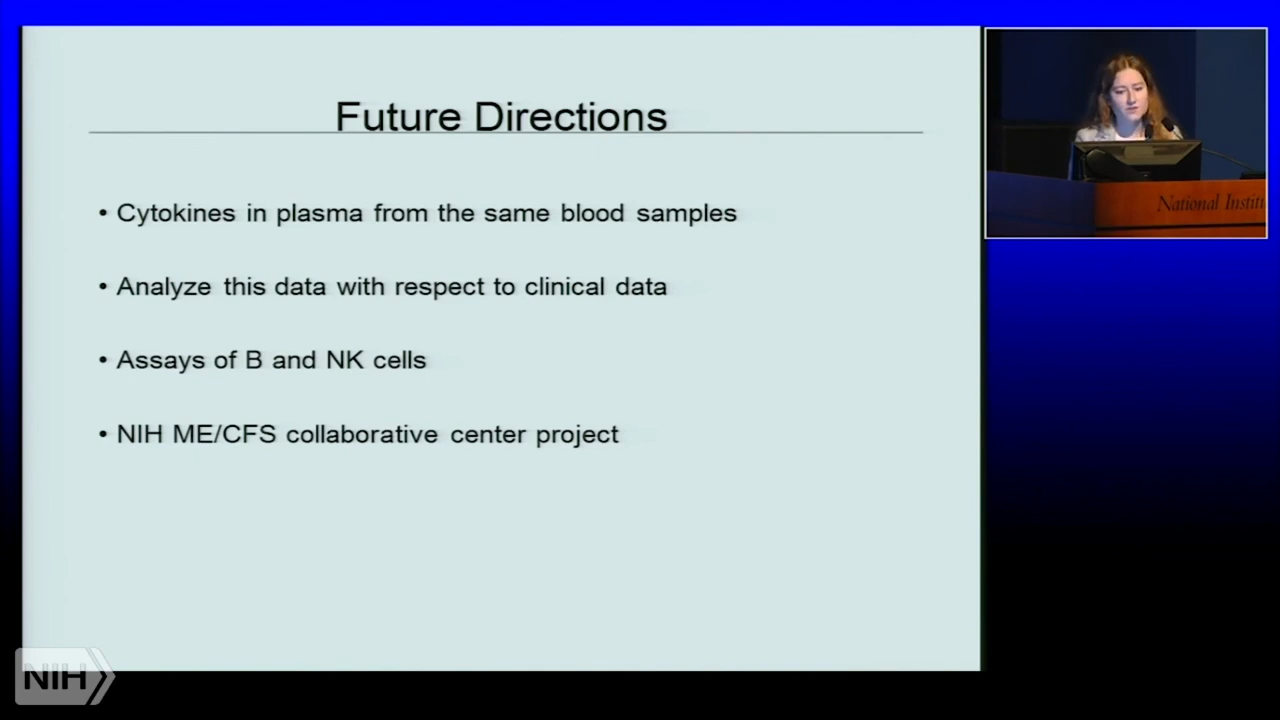 Future Directions
• Cytokines in plasma from the same blood samples
• Analyze this data with respect to clinical data
• Assays of B and NK cells
• NIH ME/CFS collaborative center project
National Instit
NIH